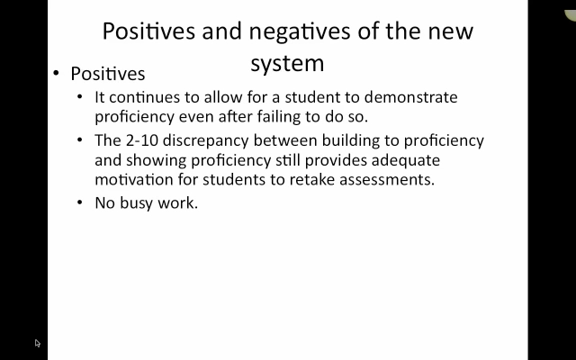 Positives and negatives of the new
system
• Positives
• It continues to allow for a student to demonstrate
proficiency even after failing to do so.
• The 2-10 discrepancy between building to proficiency
and showing proficiency still provides adequate
motivation for students to retake assessments.
• No busy work.